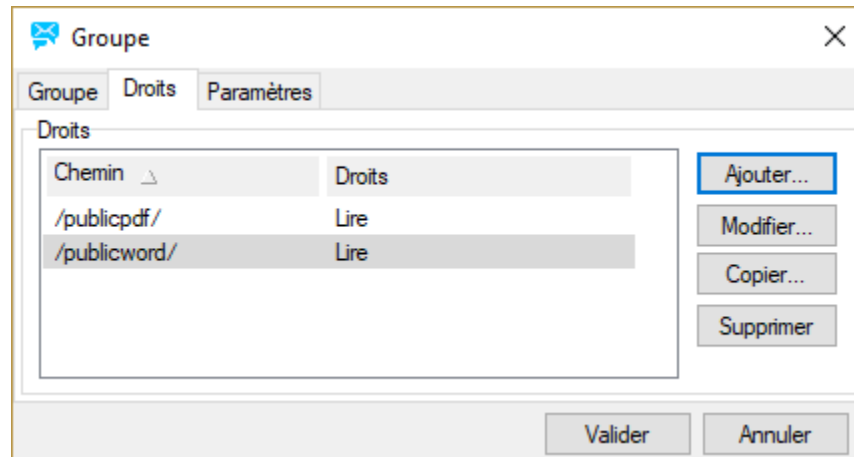 Groupe
Groupe Droits Paramètres
Droits
Chemin Droits
/publicpdf/ Lire
/publicword/ Lire
Ajouter...
Modifier...
Copier...
Supprimer
Valider Annuler